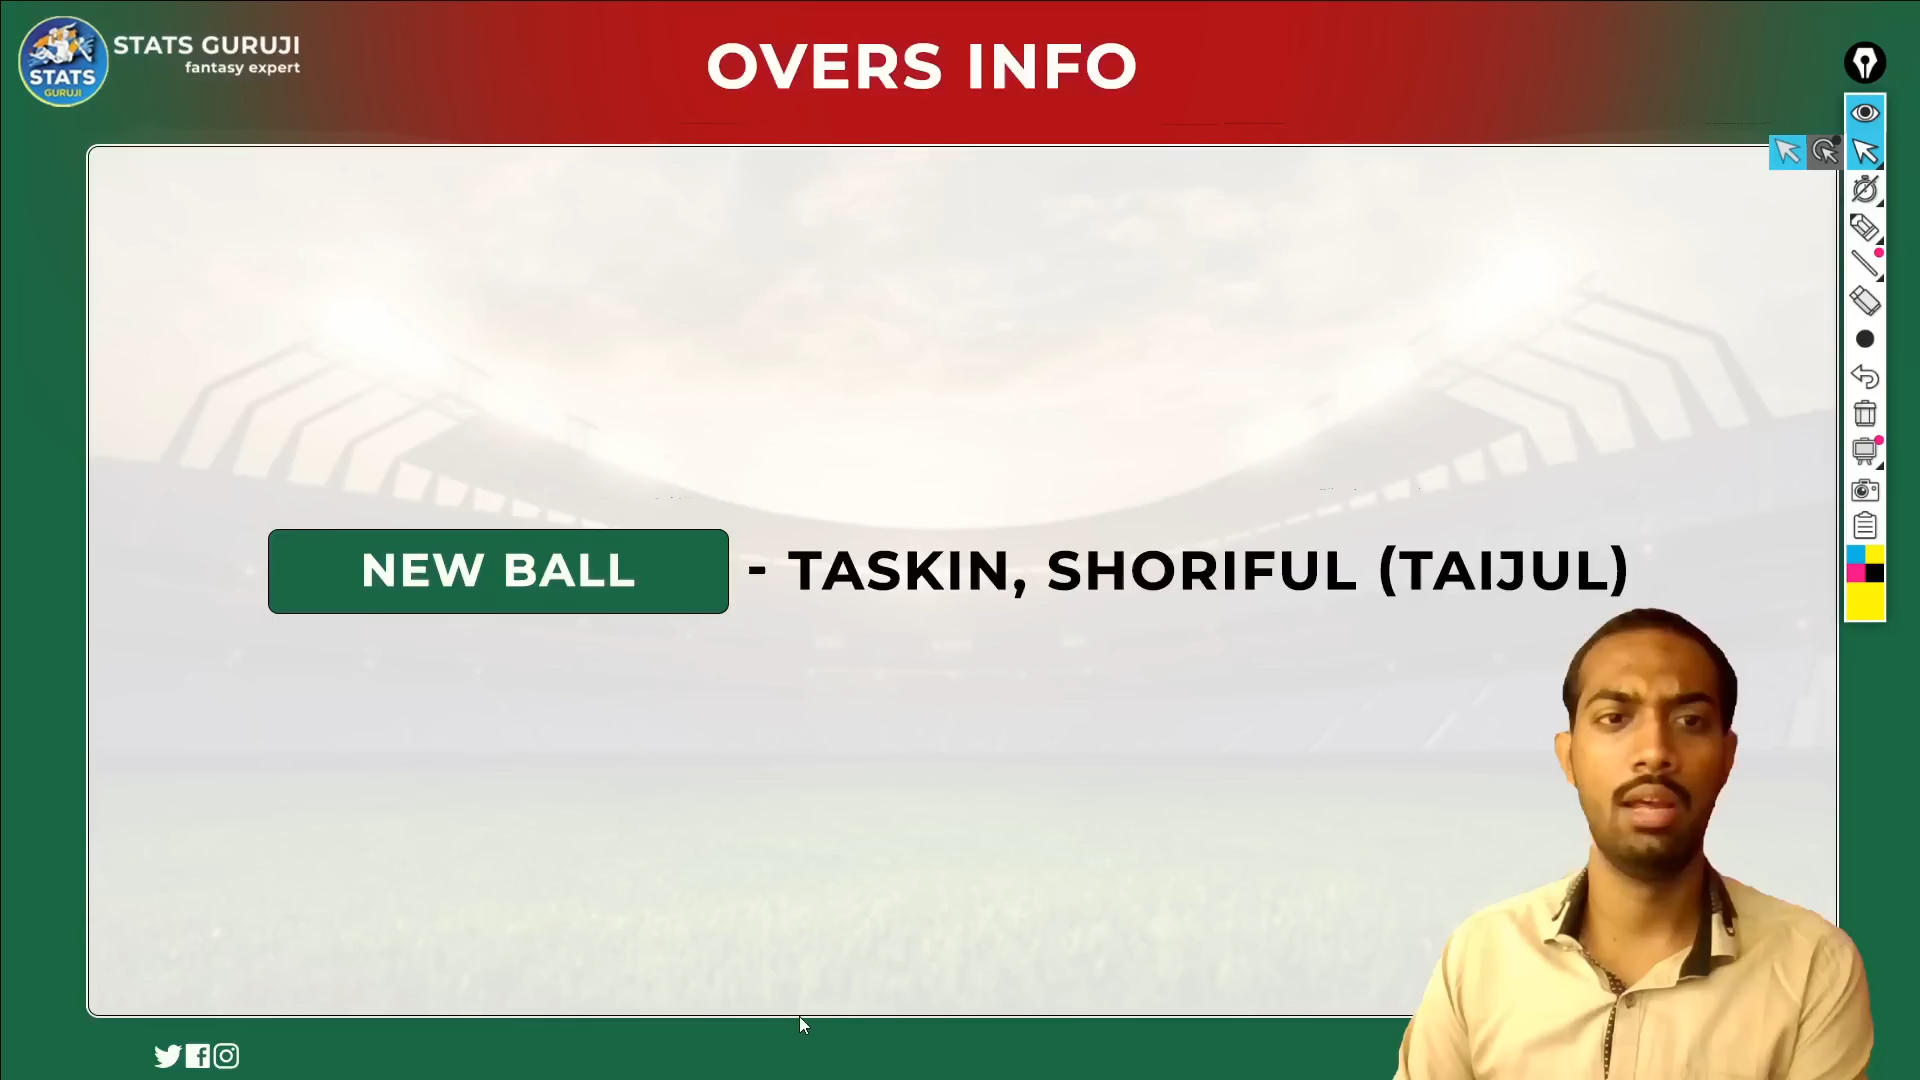 STATS GURUJI
fantasy expert
STATS
GURUJI
OVERS INFO
NEW BALL - TASKIN, SHORIFUL (TAIJUL)